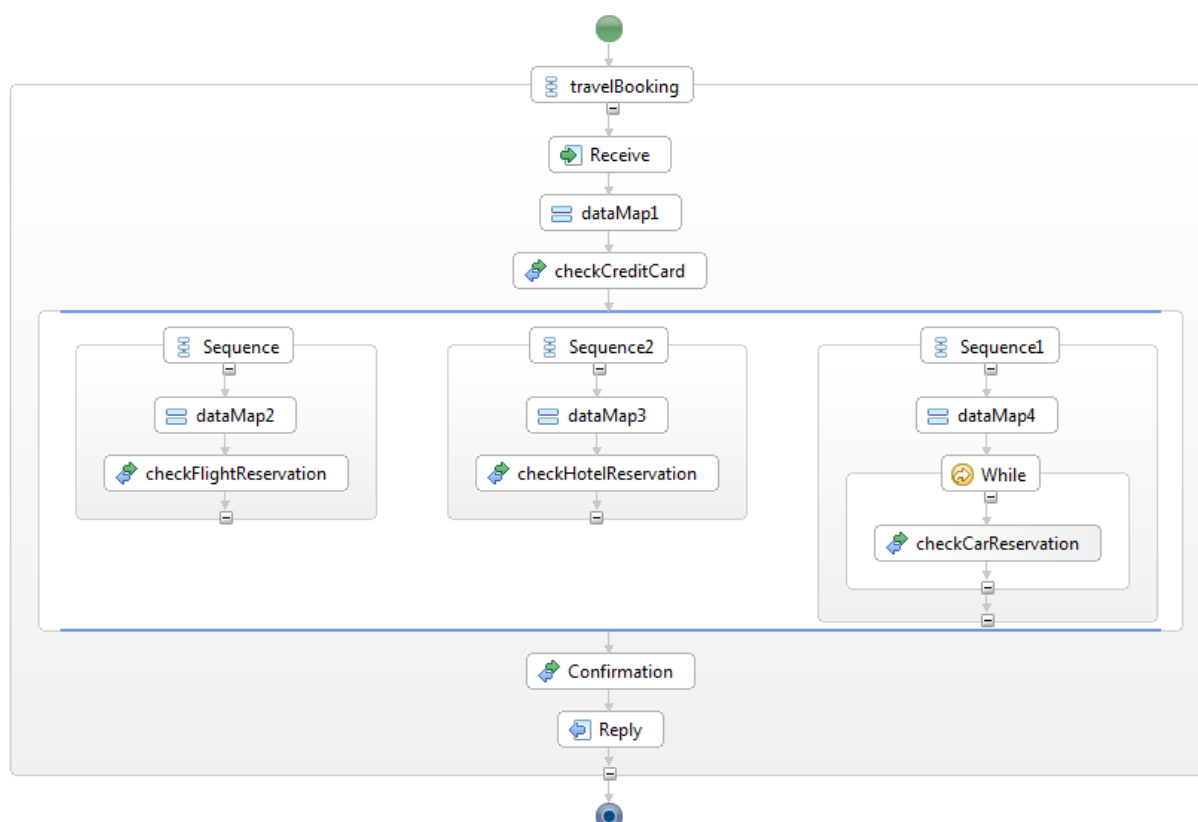 travelBooking
Receive
dataMap1
checkCreditCard
Sequence
Sequence2
Sequence1
dataMap2
dataMap3
dataMap4
checkFlightReservation
checkHotelReservation
While
checkCarReservation
Confirmation
Reply